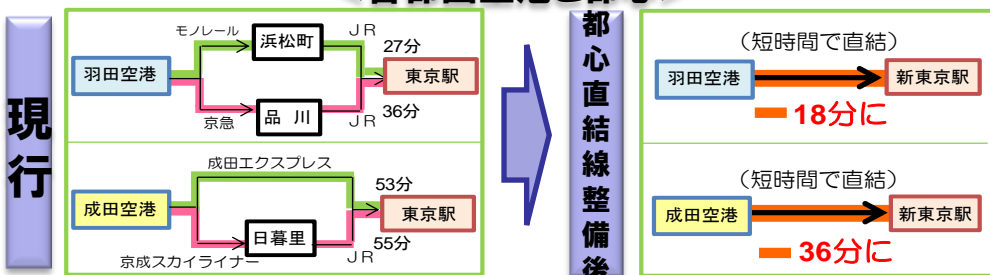 現行
モノレール
浜松町
ＪＲ
27分
羽田空港
東京駅
京急
品 川
ＪＲ
36分
成田エクスプレス
53分
成田空港
東京駅
日暮里
55分
京成スカイライナー
ＪＲ
都心直結線整備後
（短時間で直結）
羽田空港
新東京駅
18分に
（短時間で直結）
成田空港
新東京駅
36分に